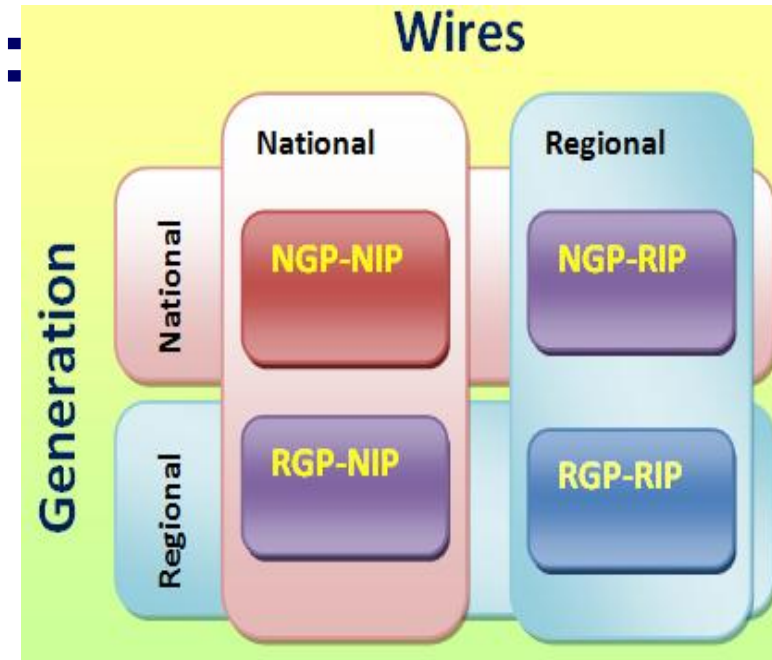 Wires
National
Regional
Generation
National
NGP-NIP
NGP-RIP
Regional
RGP-NIP
RGP-RIP